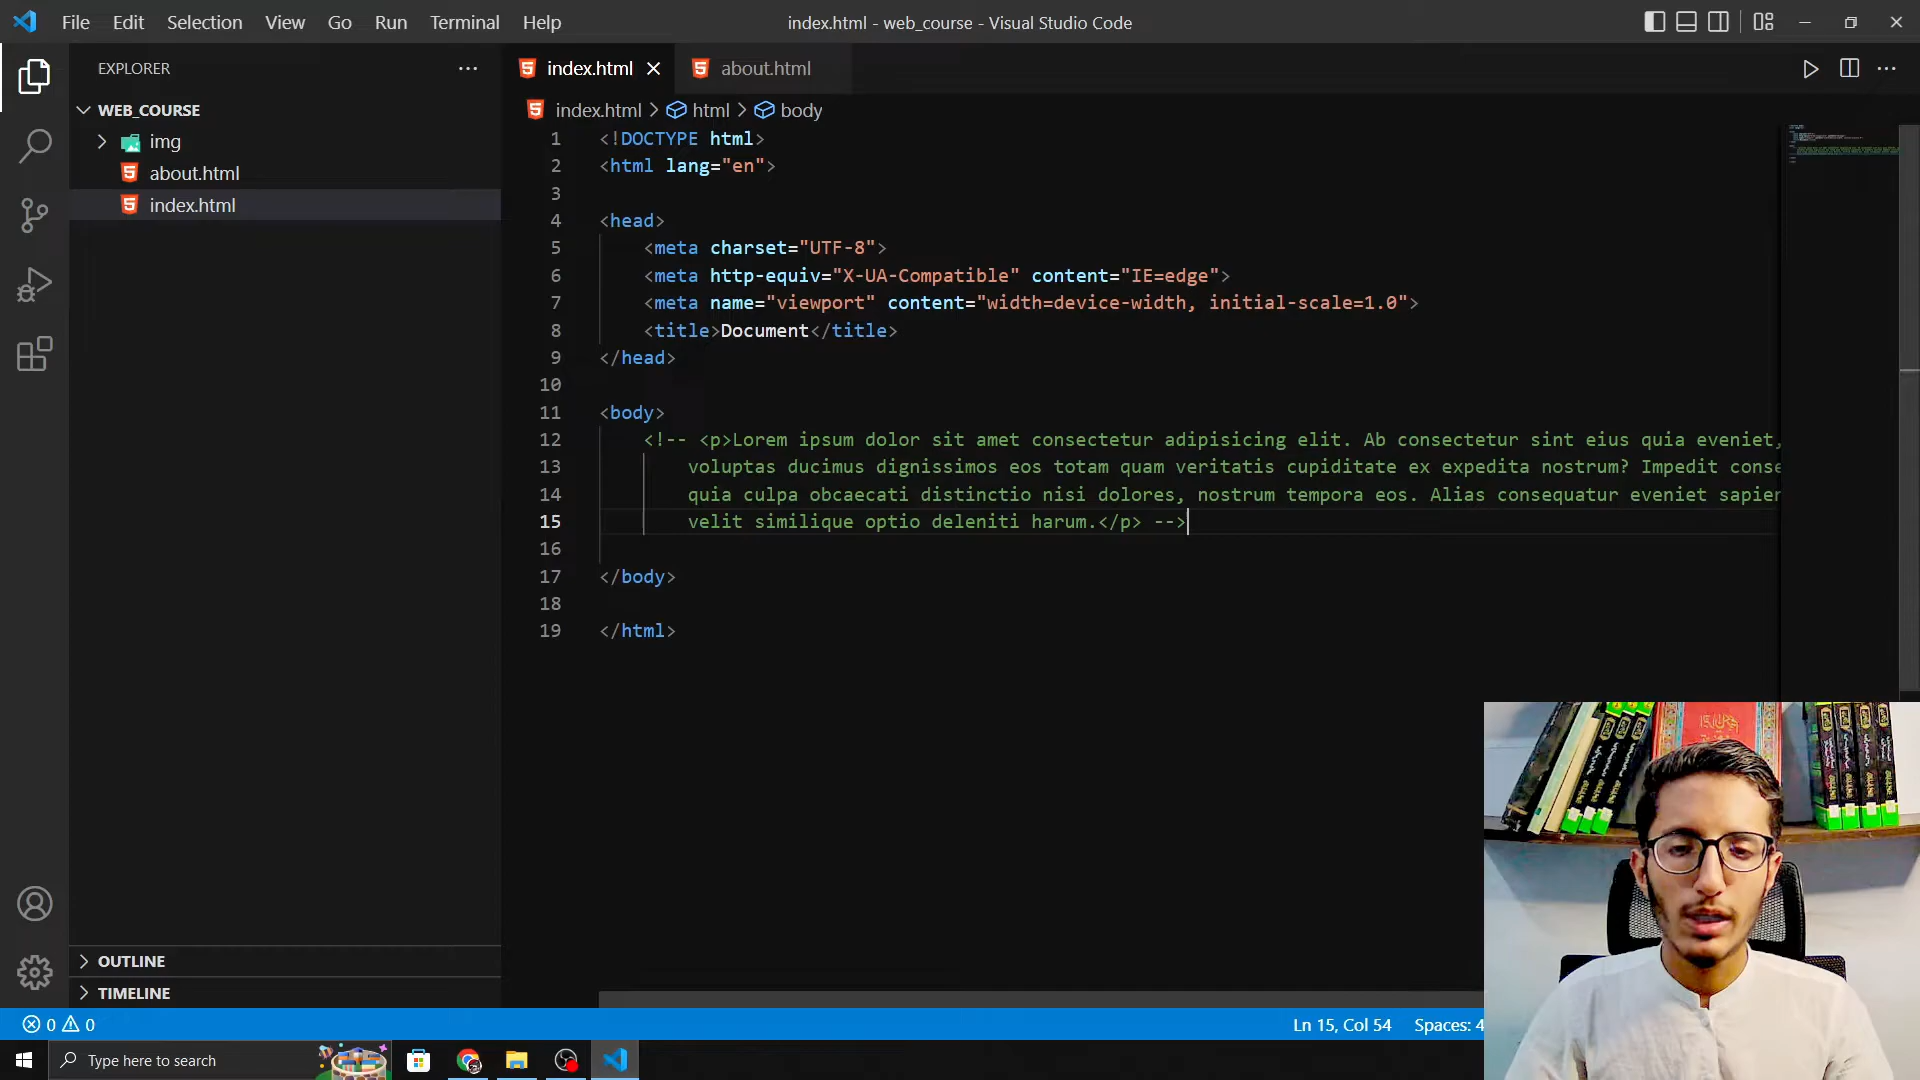 File Edit Selection View Go Run Terminal Help
index.html - web_course - Visual Studio Code
EXPLORER
WEB_COURSE
img
about.html
index.html
OUTLINE
TIMELINE
index.html about.html
index.html > html > body
1 <!DOCTYPE html>
2 <html lang="en">
3
4 <head>
5 <meta charset="UTF-8">
6 <meta http-equiv="X-UA-Compatible" content="IE=edge">
7 <meta name="viewport" content="width=device-width, initial-scale=1.0">
8 <title>Document</title>
9 </head>
10
11 <body>
12 <!-- <p>Lorem ipsum dolor sit amet consectetur adipisicing elit. Ab consectetur sint eius quia eveniet,
13 voluptas ducimus dignissimos eos totam quam veritatis cupiditate ex expedita nostrum? Impedit conse
14 quia culpa obcaecati distinctio nisi dolores, nostrum tempora eos. Alias consequatur eveniet sapien
15 velit similique optio deleniti harum.</p> -->
16
17 </body>
18
19 </html>
0 0
Ln 15, Col 54 Spaces: 4
Type here to search